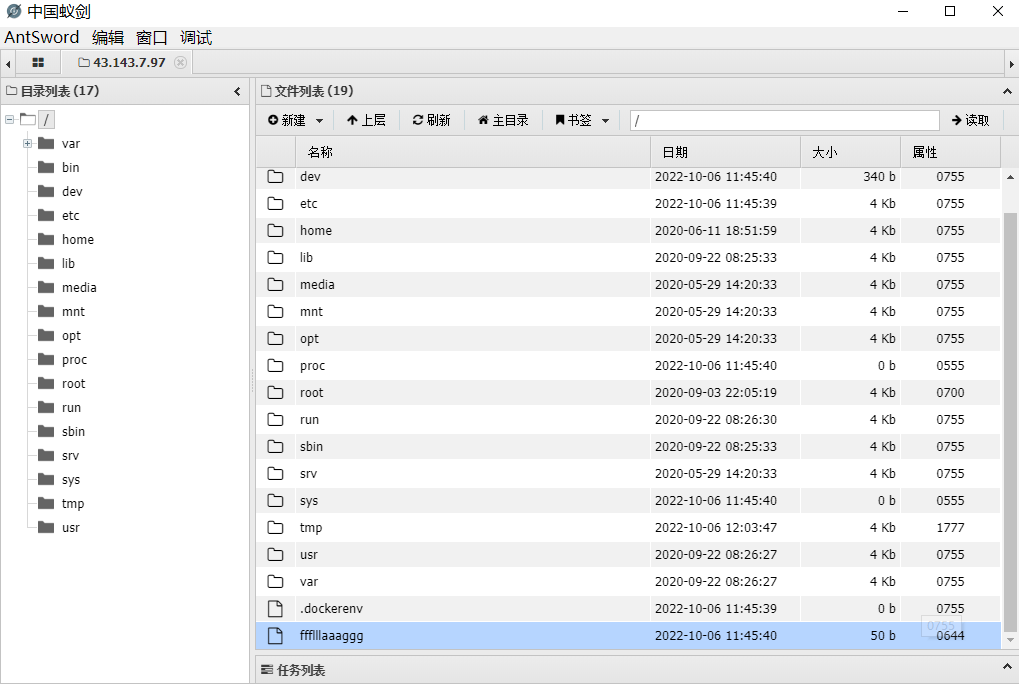 中国蚁剑
AntSword 编辑 窗口 调试
43.143.7.97
目录列表 (17)
/
var
bin
dev
etc
home
lib
media
mnt
opt
proc
root
run
sbin
srv
sys
tmp
usr
文件列表 (19)
新建 上层 刷新 主目录 书签 / 读取
名称 日期 大小 属性
dev 2022-10-06 11:45:40 340 b 0755
etc 2022-10-06 11:45:39 4 Kb 0755
home 2020-06-11 18:51:59 4 Kb 0755
lib 2020-09-22 08:25:33 4 Kb 0755
media 2020-05-29 14:20:33 4 Kb 0755
mnt 2020-05-29 14:20:33 4 Kb 0755
opt 2020-05-29 14:20:33 4 Kb 0755
proc 2022-10-06 11:45:40 0 b 0555
root 2020-09-03 22:05:19 4 Kb 0700
run 2020-09-22 08:26:30 4 Kb 0755
sbin 2020-09-22 08:25:33 4 Kb 0755
srv 2020-05-29 14:20:33 4 Kb 0755
sys 2022-10-06 11:45:40 0 b 0555
tmp 2022-10-06 12:03:47 4 Kb 1777
usr 2020-09-22 08:26:27 4 Kb 0755
var 2020-09-22 08:26:27 4 Kb 0755
.dockerenv 2022-10-06 11:45:39 0 b 0755
0755
ffflllaaaggg 2022-10-06 11:45:40 50 b 0644
任务列表